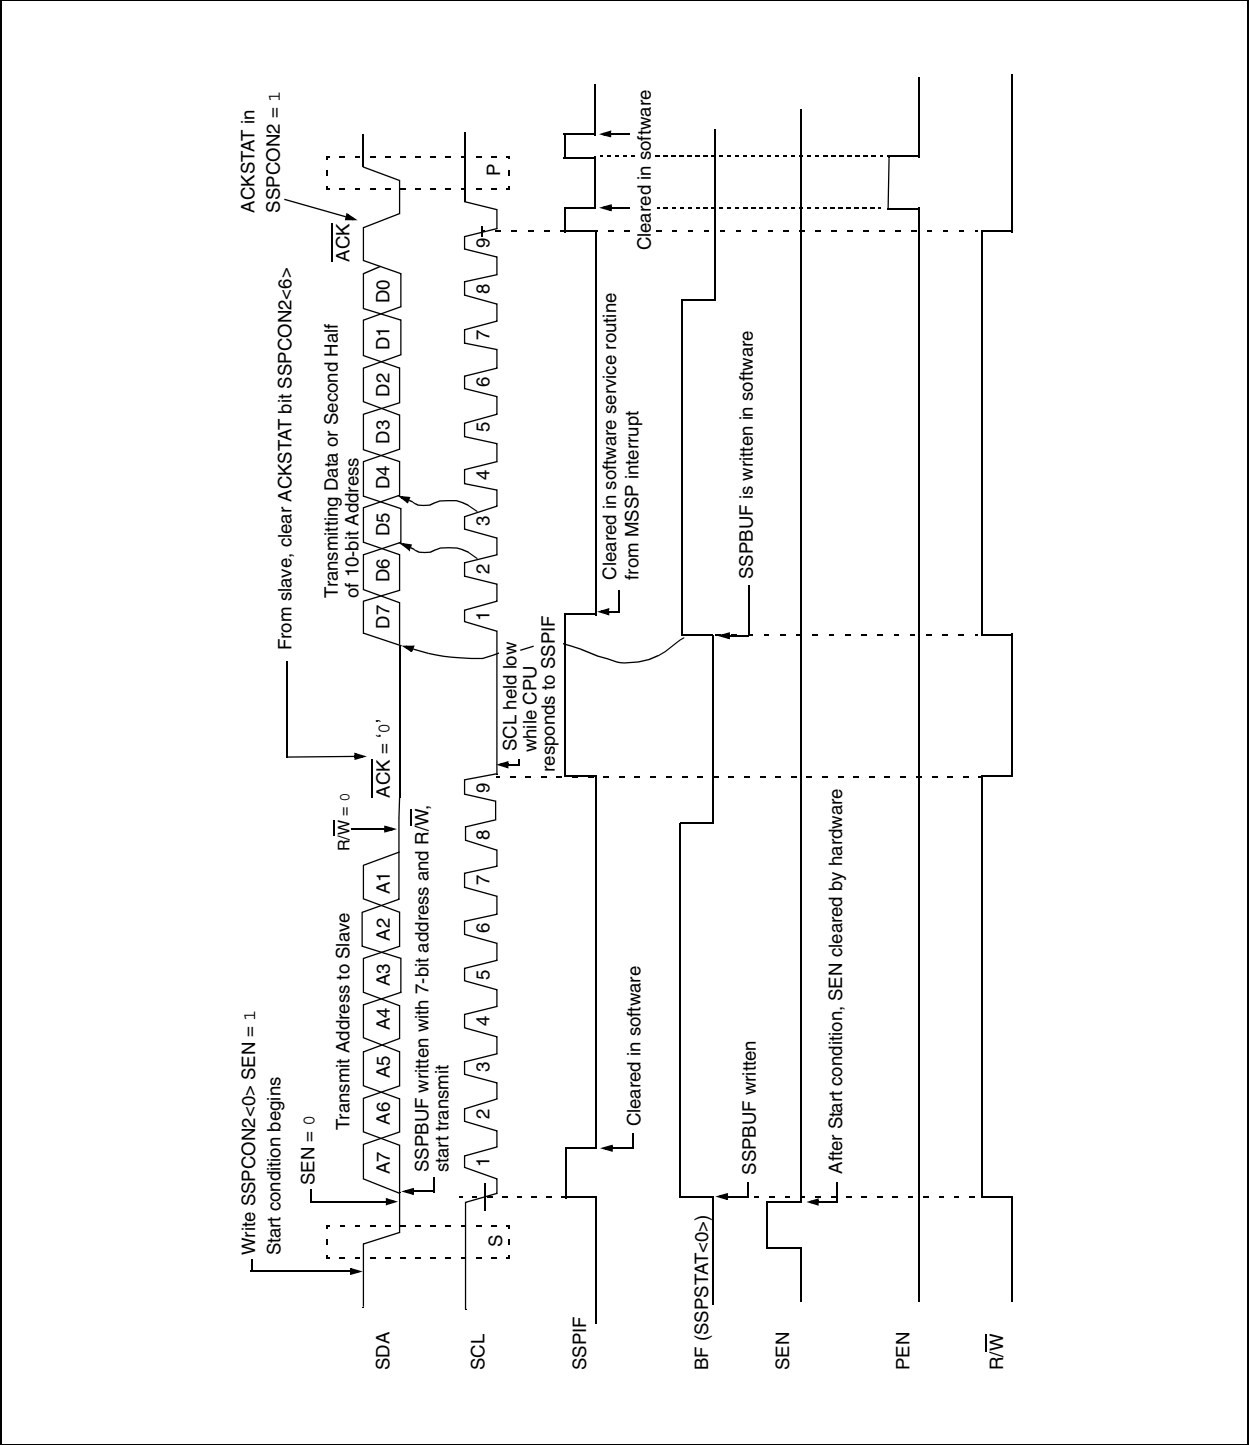 Write SSPCON2<0> SEN = 1
Start condition begins
SEN = 0
From slave, clear ACKSTAT bit SSPCON2<6>
ACKSTAT in
SSPCON2 = 1
Transmit Address to Slave
R/W = 0
ACK = ‘0’
Transmitting Data or Second Half
of 10-bit Address
ACK
SDA
A7 A6 A5 A4 A3 A2 A1
D7 D6 D5 D4 D3 D2 D1 D0
SSPBUF written with 7-bit address and R/W,
start transmit
SCL
S
1 2 3 4 5 6 7 8 9
1 2 3 4 5 6 7 8 9
P
SCL held low
while CPU
responds to SSPIF
SSPIF
Cleared in software
Cleared in software service routine
from MSSP interrupt
Cleared in software
Cleared in software
BF (SSPSTAT<0>)
SSPBUF written
SSPBUF is written in software
SEN
After Start condition, SEN cleared by hardware
PEN
R/W